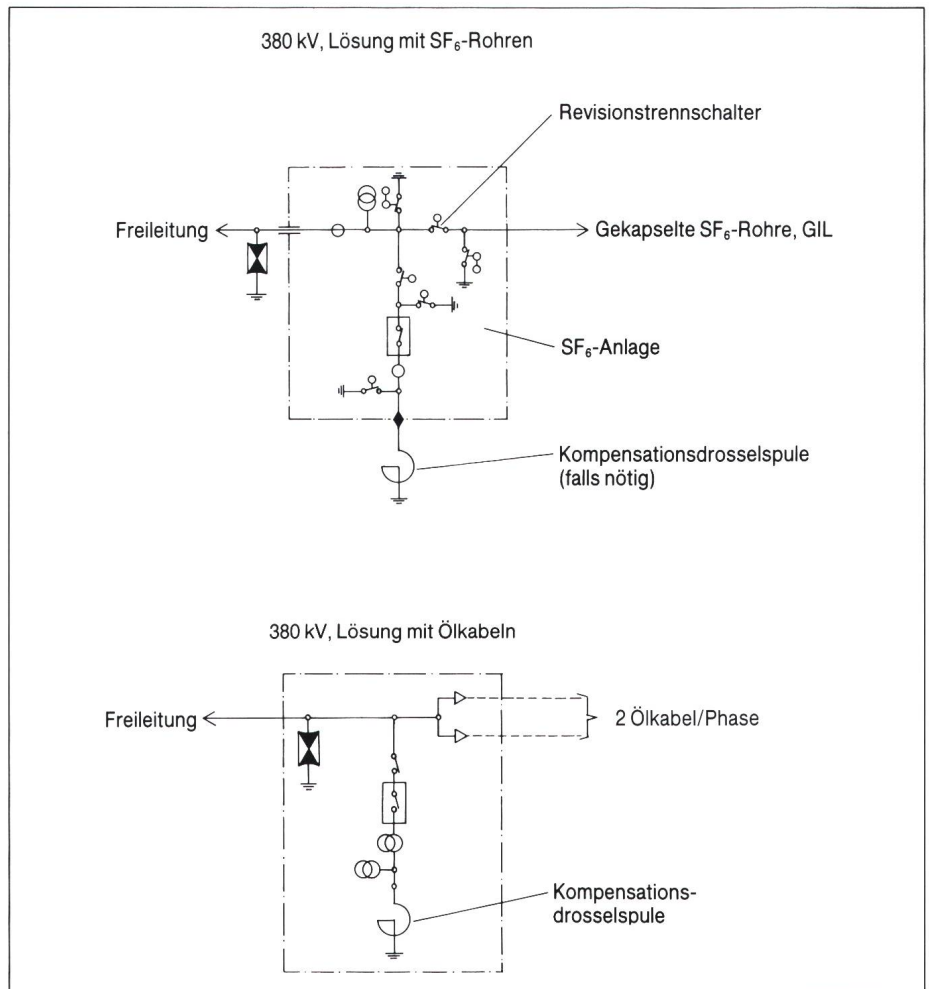 380 kV, Lösung mit SF₆-Rohren
Revisionstrennschalter
Freileitung
Gekapselte SF₆-Rohre, GIL
SF₆-Anlage
Kompensationsdrosselspule
(falls nötig)
380 kV, Lösung mit Ölkabeln
Freileitung
2 Ölkabel/Phase
Kompensations-
drosselspule